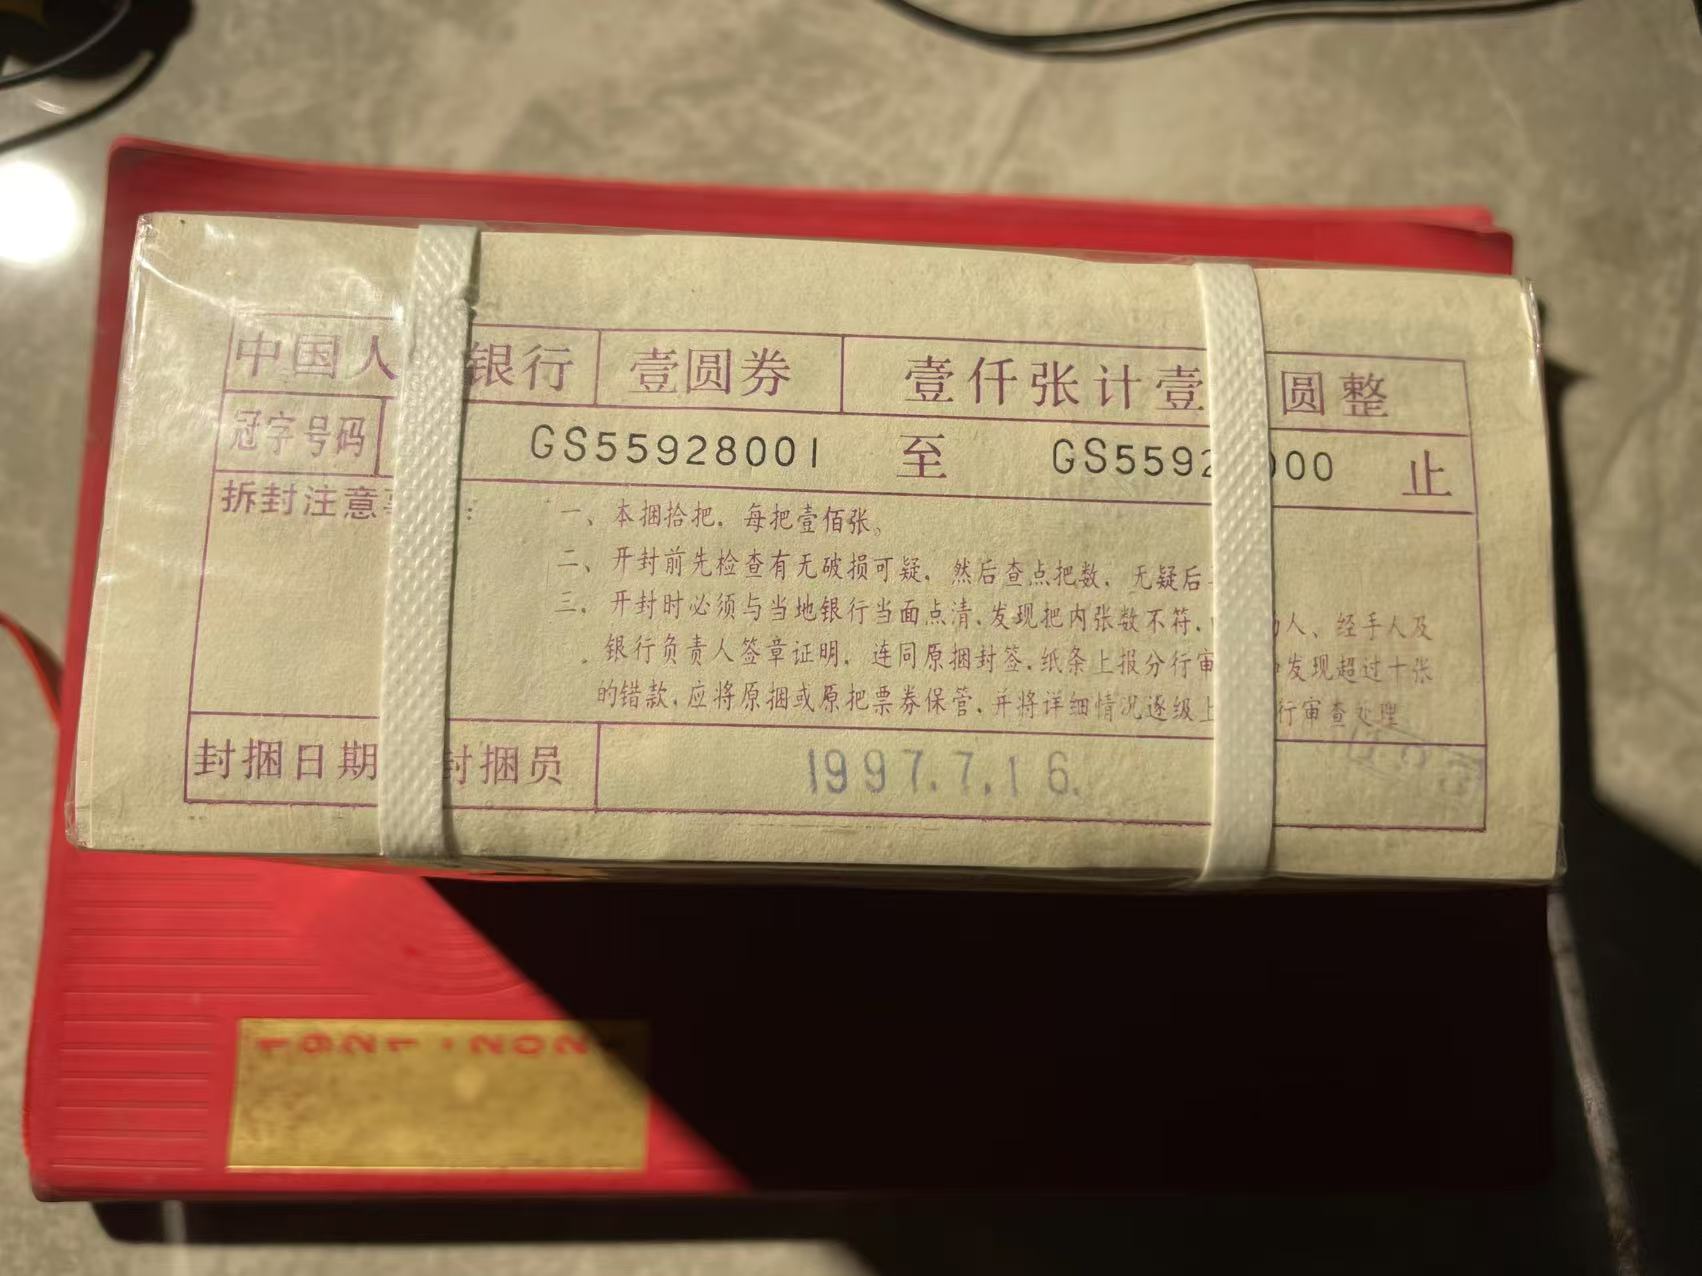 中国人 银行 壹圆券 壹仟张计壹 圆整
冠字号码 GS55928001 至 GS5592 000 止
拆封注意 : 一、本捆拾把，每把壹佰张。
二、开封前先检查有无破损可疑，然后查点把数，无疑后
三、开封时必须与当地银行当面点清，发现把内张数不符， 人、经手人及
银行负责人签章证明，连同原捆封签，纸条上报分行审 发现超过十张
的错款，应将原捆或原把票券保管，并将详细情况逐级上 行审查处理
封捆日期 封捆员 1997.7.16.
1921-202